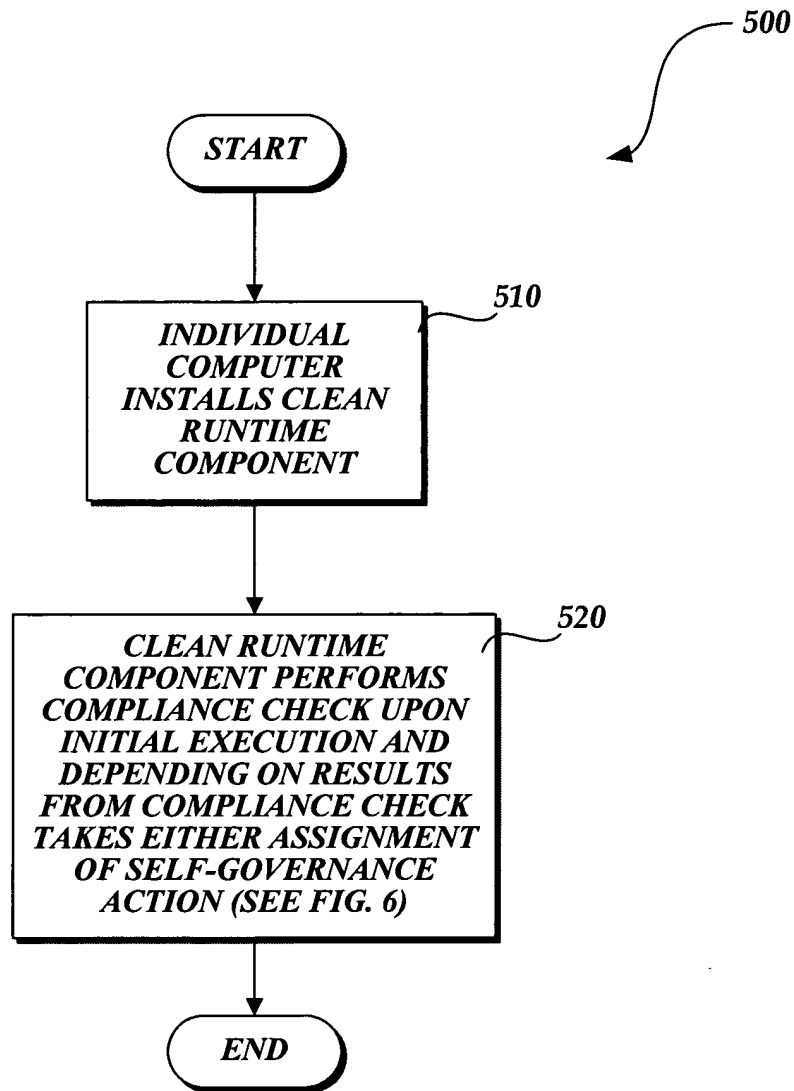 500
START
510
INDIVIDUAL
COMPUTER
INSTALLS CLEAN
RUNTIME
COMPONENT
520
CLEAN RUNTIME
COMPONENT PERFORMS
COMPLIANCE CHECK UPON
INITIAL EXECUTION AND
DEPENDING ON RESULTS
FROM COMPLIANCE CHECK
TAKES EITHER ASSIGNMENT
OF SELF-GOVERNANCE
ACTION (SEE FIG. 6)
END